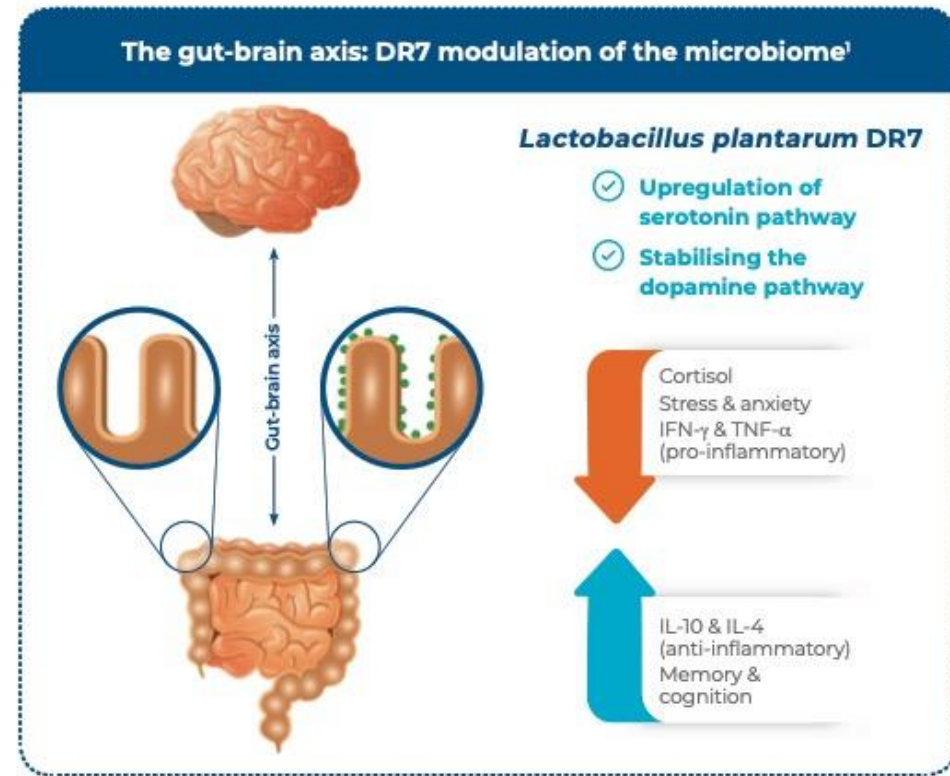 The gut-brain axis: DR7 modulation of the microbiome¹
Lactobacillus plantarum DR7
Upregulation of
serotonin pathway
Stabilising the
dopamine pathway
Gut-brain axis
Cortisol
Stress & anxiety
IFN-γ & TNF-α
(pro-inflammatory)
IL-10 & IL-4
(anti-inflammatory)
Memory &
cognition